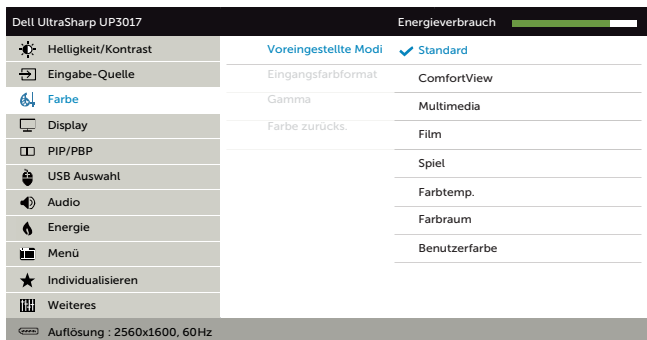 Dell UltraSharp UP3017
Energieverbrauch
Helligkeit/Kontrast
Eingabe-Quelle
Farbe
Display
PIP/PBP
USB Auswahl
Audio
Energie
Menü
Individualisieren
Weiteres
Voreingestellte Modi
Eingangsfarbformat
Gamma
Farbe zurücks.
Standard
ComfortView
Multimedia
Film
Spiel
Farbtemp.
Farbraum
Benutzerfarbe
Auflösung : 2560x1600, 60Hz